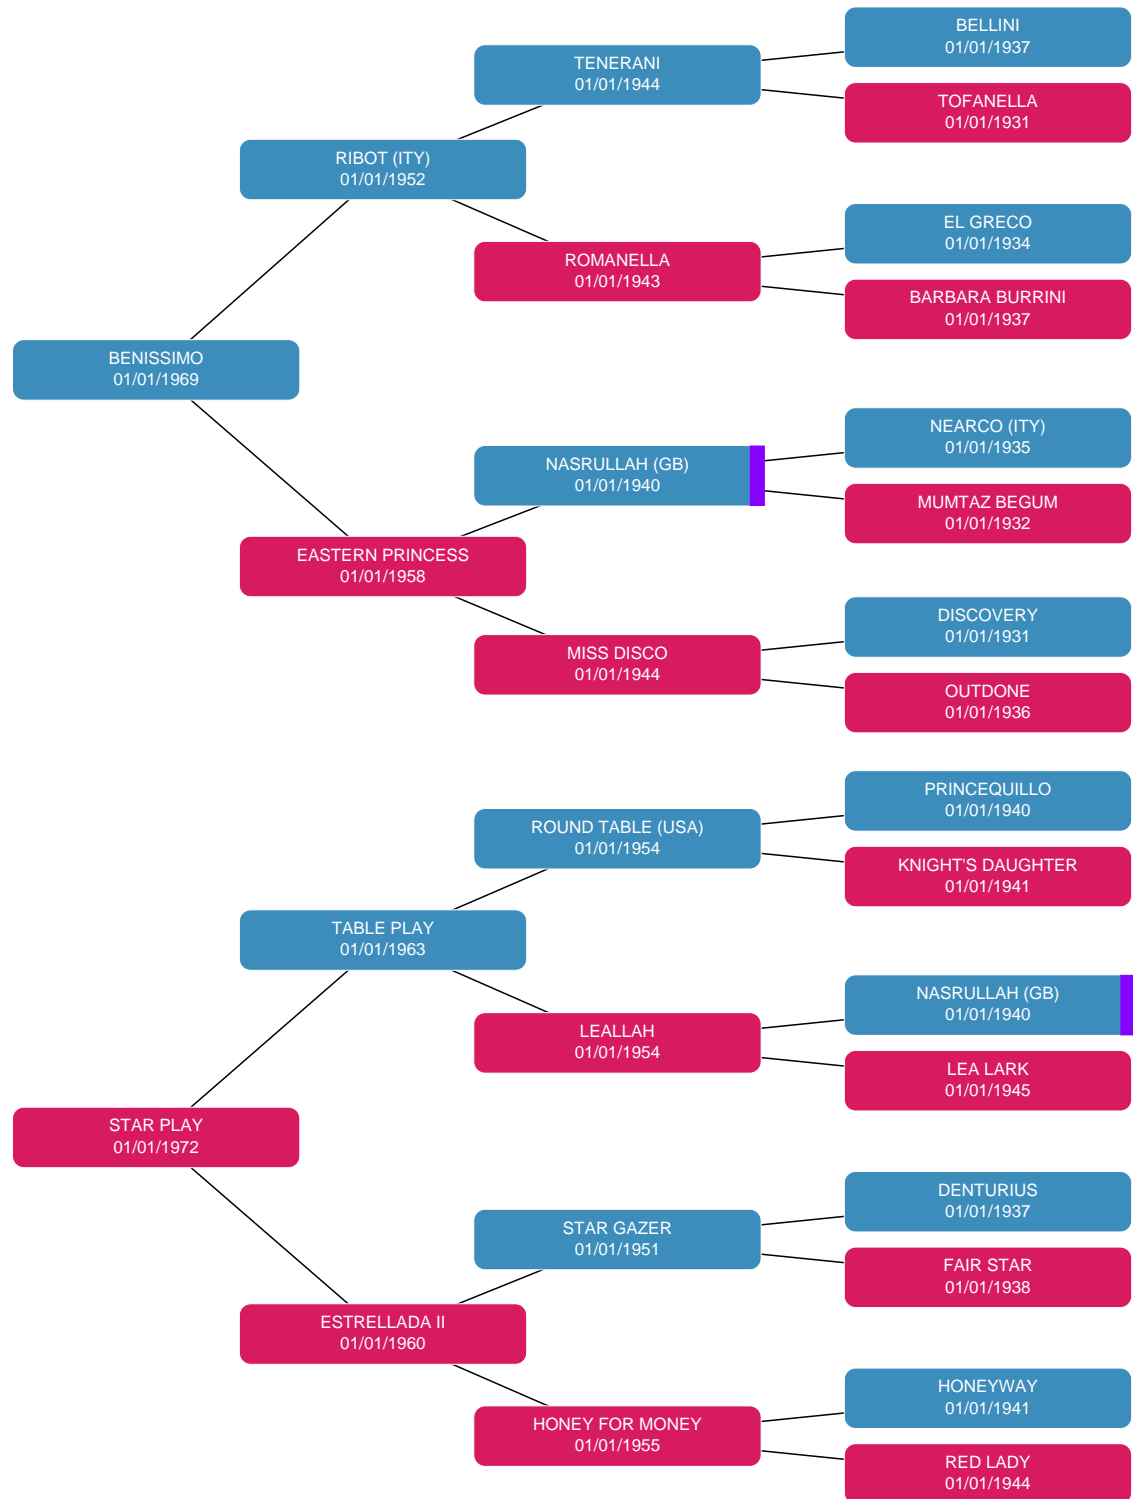 BELLINI
01/01/1937
TENERANI
01/01/1944
TOFANELLA
01/01/1931
RIBOT (ITY)
01/01/1952
EL GRECO
01/01/1934
ROMANELLA
01/01/1943
BARBARA BURRINI
01/01/1937
BENISSIMO
01/01/1969
NEARCO (ITY)
01/01/1935
NASRULLAH (GB)
01/01/1940
MUMTAZ BEGUM
01/01/1932
EASTERN PRINCESS
01/01/1958
DISCOVERY
01/01/1931
MISS DISCO
01/01/1944
OUTDONE
01/01/1936
PRINCEQUILLO
01/01/1940
ROUND TABLE (USA)
01/01/1954
KNIGHT'S DAUGHTER
01/01/1941
TABLE PLAY
01/01/1963
NASRULLAH (GB)
01/01/1940
LEALLAH
01/01/1954
LEA LARK
01/01/1945
STAR PLAY
01/01/1972
DENTURIUS
01/01/1937
STAR GAZER
01/01/1951
FAIR STAR
01/01/1938
ESTRELLADA II
01/01/1960
HONEYWAY
01/01/1941
HONEY FOR MONEY
01/01/1955
RED LADY
01/01/1944